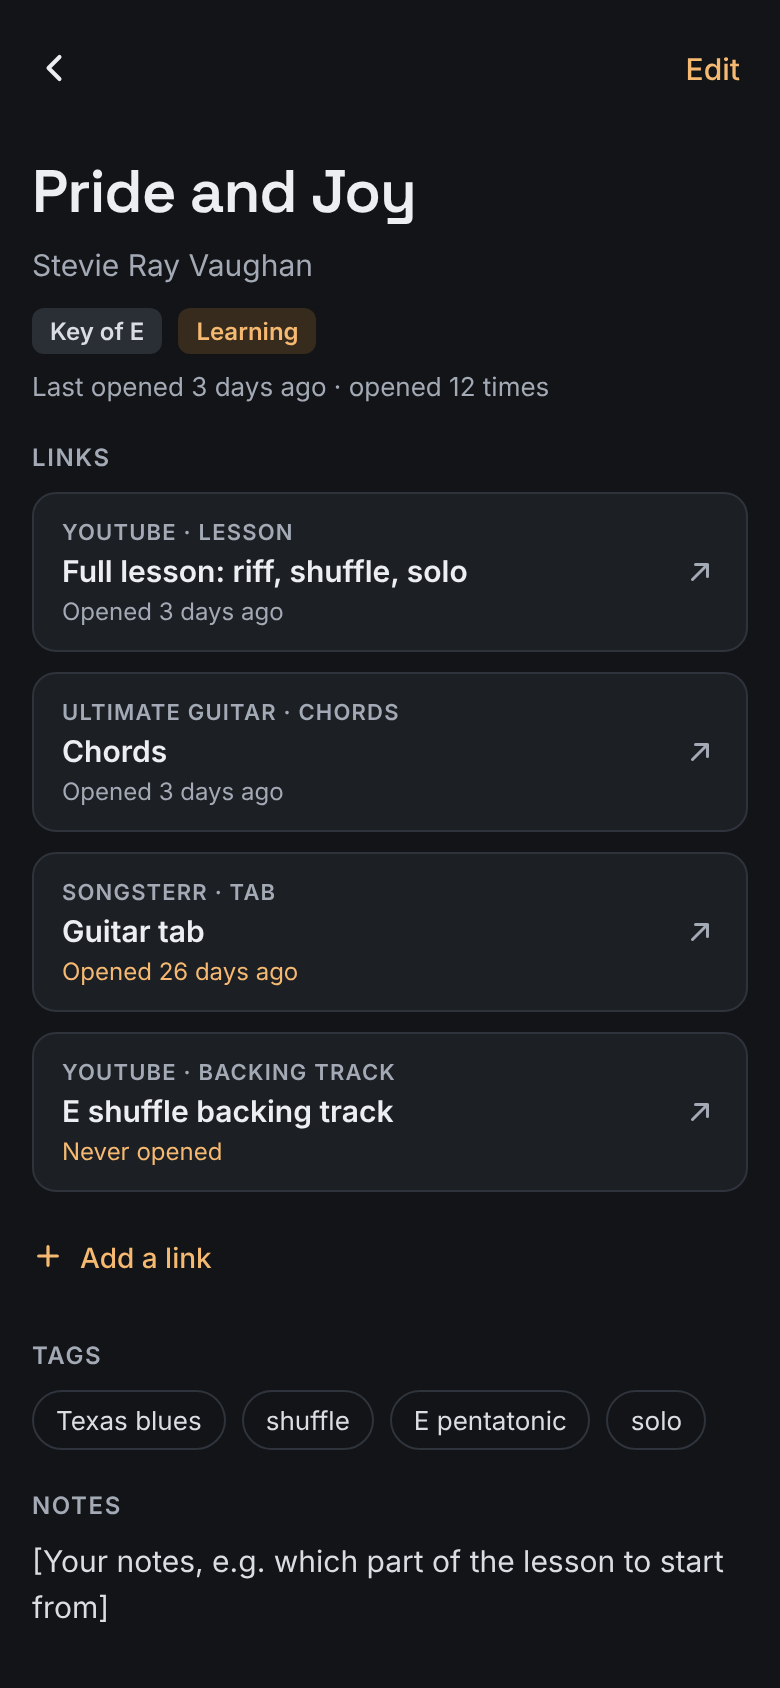 Edit
Pride and Joy
Stevie Ray Vaughan
Key of E
Learning
Last opened 3 days ago · opened 12 times
LINKS
YOUTUBE · LESSON
Full lesson: riff, shuffle, solo
Opened 3 days ago
ULTIMATE GUITAR · CHORDS
Chords
Opened 3 days ago
SONGSTERR · TAB
Guitar tab
Opened 26 days ago
YOUTUBE · BACKING TRACK
E shuffle backing track
Never opened
+ Add a link
TAGS
Texas blues
shuffle
E pentatonic
solo
NOTES
[Your notes, e.g. which part of the lesson to start
from]